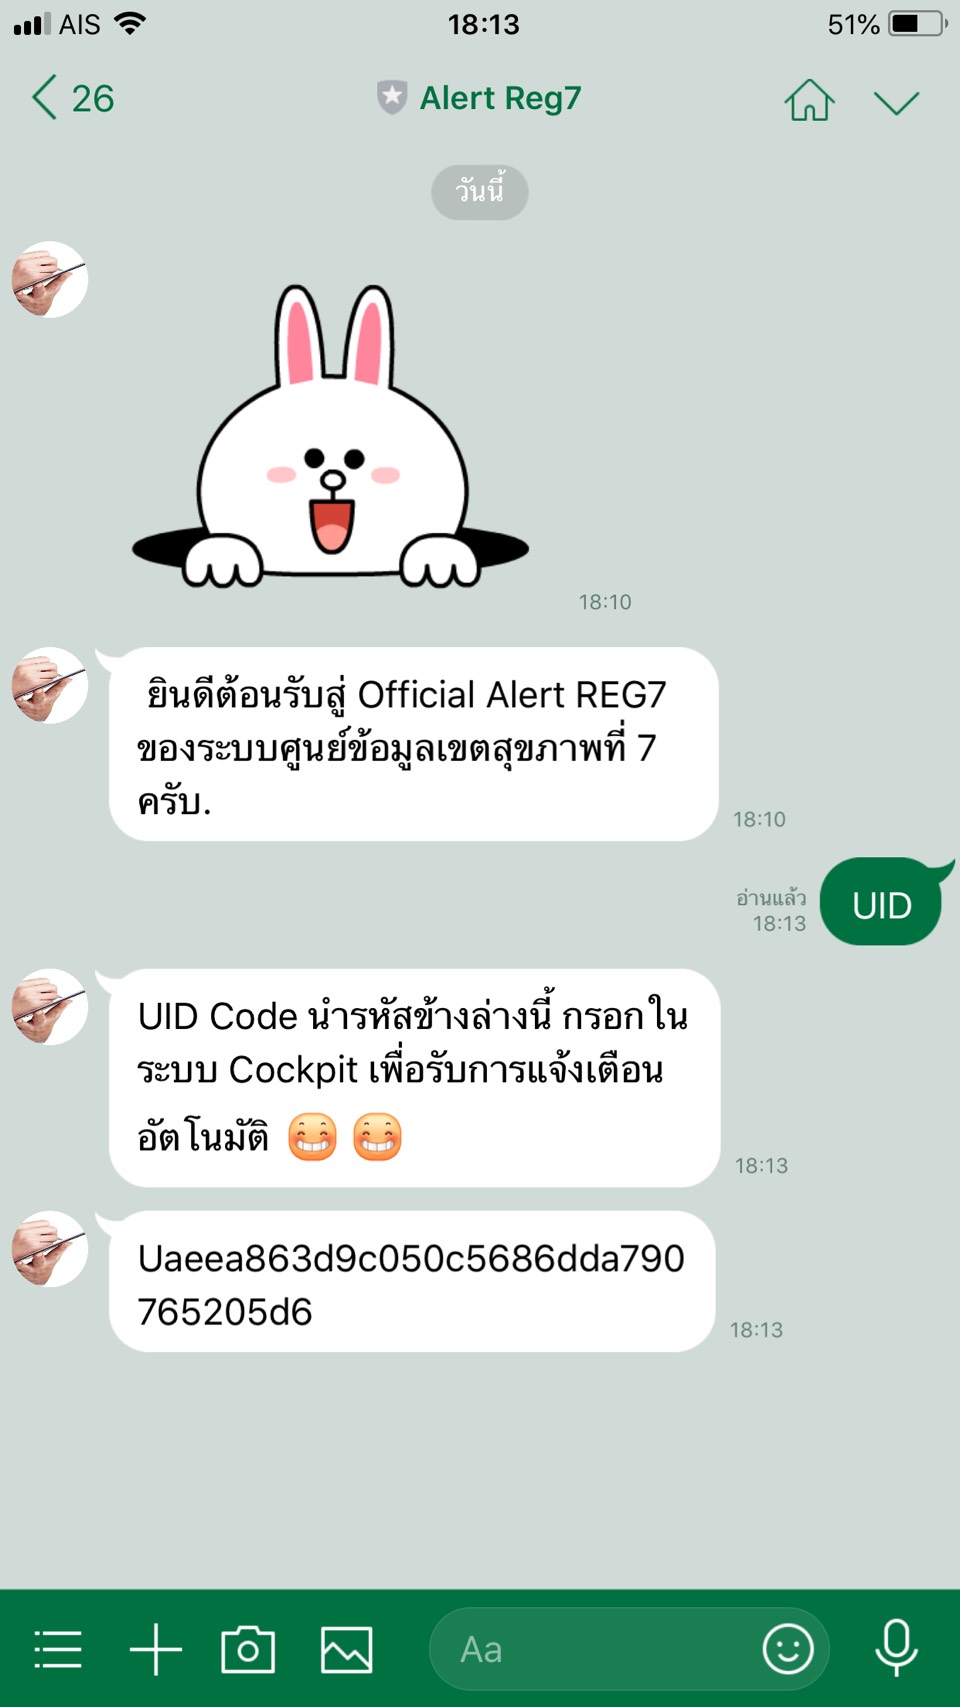 AIS
18:13
51%
26
Alert Reg7
วันนี้
18:10
ยินดีต้อนรับสู่ Official Alert REG7
ของระบบศูนย์ข้อมูลเขตสุขภาพที่ 7
ครับ.
18:10
อ่านแล้ว
18:13
UID
UID Code นำรหัสข้างล่างนี้ กรอกใน
ระบบ Cockpit เพื่อรับการแจ้งเตือน
อัตโนมัติ
18:13
Uaeea863d9c050c5686dda790
765205d6
18:13
Aa